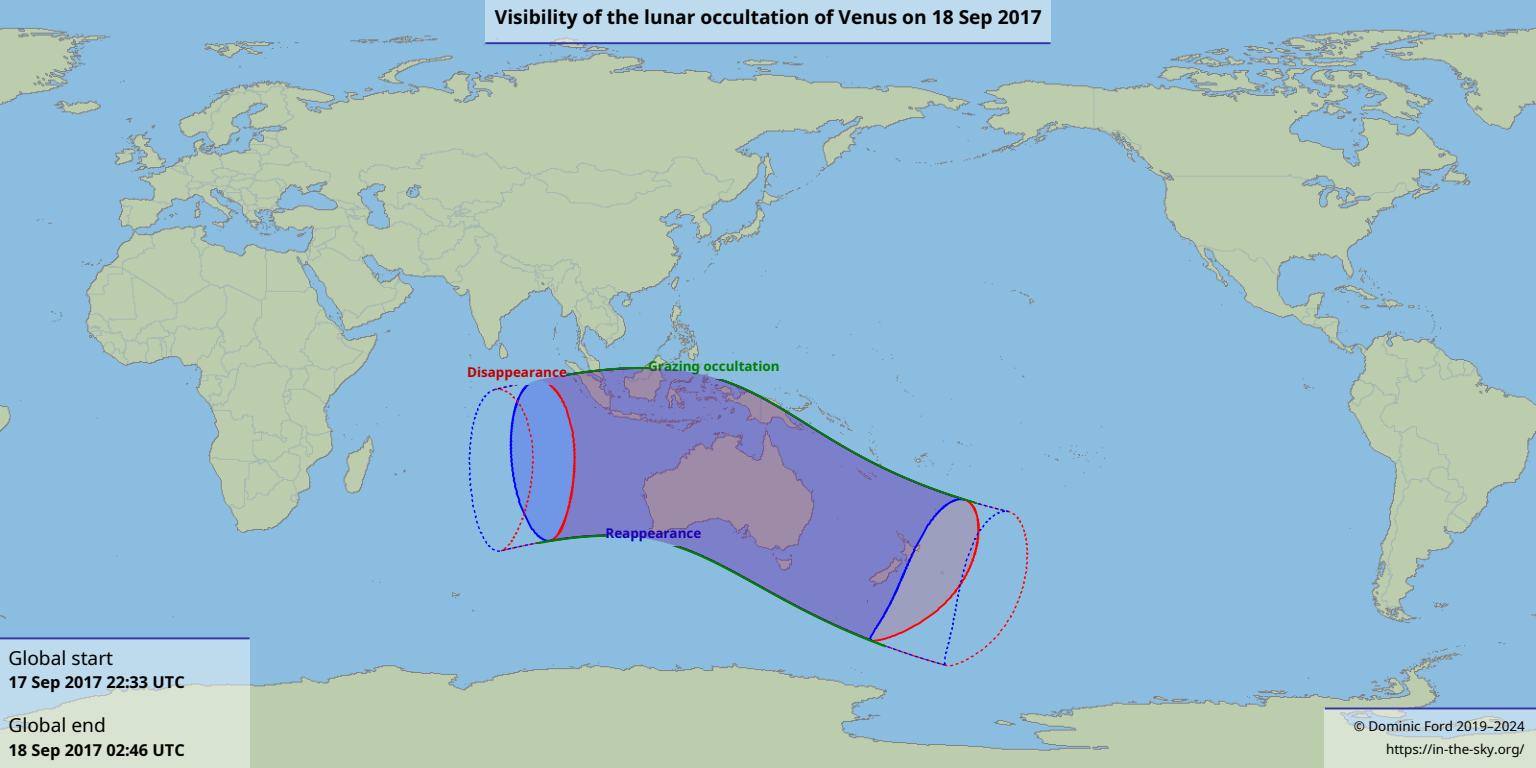 Visibility of the lunar occultation of Venus on 18 Sep 2017
Grazing occultation
Disappearance
Reappearance
Global start
17 Sep 2017 22:33 UTC
Global end
18 Sep 2017 02:46 UTC
© Dominic Ford 2019–2024
https://in-the-sky.org/